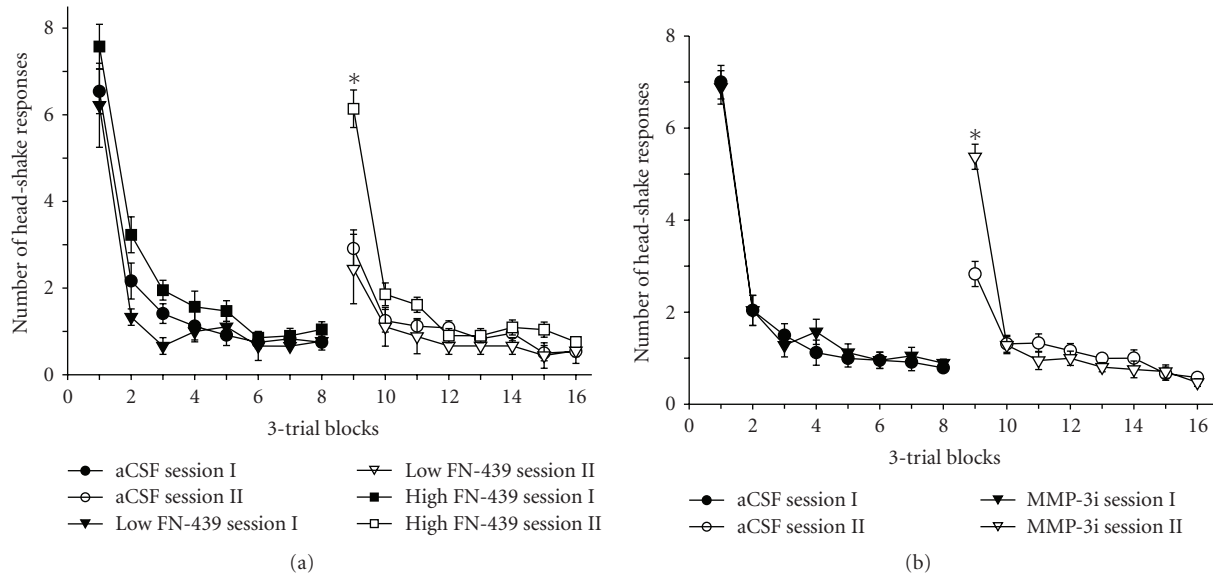 8
6
4
2
0
Number of head-shake responses
*
0 2 4 6 8 10 12 14 16
3-trial blocks
aCSF session I
aCSF session II
Low FN-439 session I
Low FN-439 session II
High FN-439 session I
High FN-439 session II
(a)
8
6
4
2
0
Number of head-shake responses
*
0 2 4 6 8 10 12 14 16
3-trial blocks
aCSF session I
aCSF session II
MMP-3i session I
MMP-3i session II
(b)